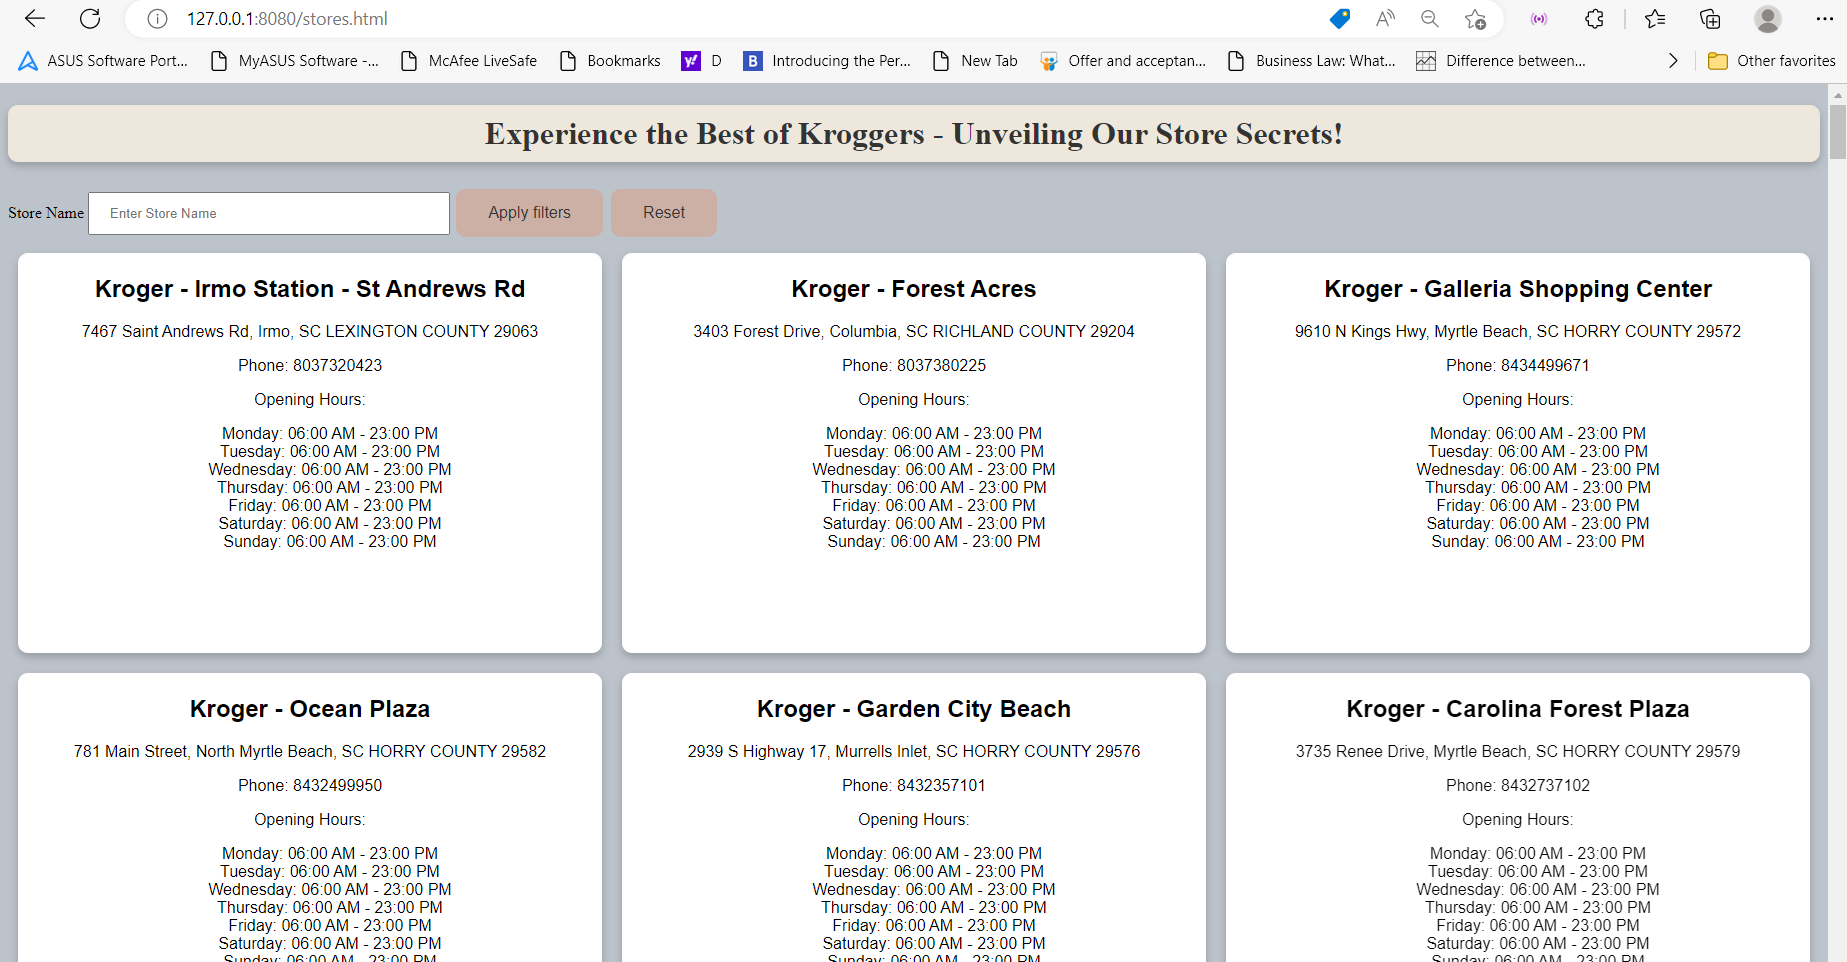 127.0.0.1:8080/stores.html
ASUS Software Port... MyASUS Software -... McAfee LiveSafe Bookmarks D Introducing the Per... New Tab Offer and acceptan... Business Law: What... Difference between... Other favorites
Experience the Best of Kroggers - Unveiling Our Store Secrets!
Store Name Enter Store Name Apply filters Reset
Kroger - Irmo Station - St Andrews Rd
7467 Saint Andrews Rd, Irmo, SC LEXINGTON COUNTY 29063
Phone: 8037320423
Opening Hours:
Monday: 06:00 AM - 23:00 PM
Tuesday: 06:00 AM - 23:00 PM
Wednesday: 06:00 AM - 23:00 PM
Thursday: 06:00 AM - 23:00 PM
Friday: 06:00 AM - 23:00 PM
Saturday: 06:00 AM - 23:00 PM
Sunday: 06:00 AM - 23:00 PM
Kroger - Forest Acres
3403 Forest Drive, Columbia, SC RICHLAND COUNTY 29204
Phone: 8037380225
Opening Hours:
Monday: 06:00 AM - 23:00 PM
Tuesday: 06:00 AM - 23:00 PM
Wednesday: 06:00 AM - 23:00 PM
Thursday: 06:00 AM - 23:00 PM
Friday: 06:00 AM - 23:00 PM
Saturday: 06:00 AM - 23:00 PM
Sunday: 06:00 AM - 23:00 PM
Kroger - Galleria Shopping Center
9610 N Kings Hwy, Myrtle Beach, SC HORRY COUNTY 29572
Phone: 8434499671
Opening Hours:
Monday: 06:00 AM - 23:00 PM
Tuesday: 06:00 AM - 23:00 PM
Wednesday: 06:00 AM - 23:00 PM
Thursday: 06:00 AM - 23:00 PM
Friday: 06:00 AM - 23:00 PM
Saturday: 06:00 AM - 23:00 PM
Sunday: 06:00 AM - 23:00 PM
Kroger - Ocean Plaza
781 Main Street, North Myrtle Beach, SC HORRY COUNTY 29582
Phone: 8432499950
Opening Hours:
Monday: 06:00 AM - 23:00 PM
Tuesday: 06:00 AM - 23:00 PM
Wednesday: 06:00 AM - 23:00 PM
Thursday: 06:00 AM - 23:00 PM
Friday: 06:00 AM - 23:00 PM
Saturday: 06:00 AM - 23:00 PM
Sunday: 06:00 AM - 23:00 PM
Kroger - Garden City Beach
2939 S Highway 17, Murrells Inlet, SC HORRY COUNTY 29576
Phone: 8432357101
Opening Hours:
Monday: 06:00 AM - 23:00 PM
Tuesday: 06:00 AM - 23:00 PM
Wednesday: 06:00 AM - 23:00 PM
Thursday: 06:00 AM - 23:00 PM
Friday: 06:00 AM - 23:00 PM
Saturday: 06:00 AM - 23:00 PM
Sunday: 06:00 AM - 23:00 PM
Kroger - Carolina Forest Plaza
3735 Renee Drive, Myrtle Beach, SC HORRY COUNTY 29579
Phone: 8432737102
Opening Hours:
Monday: 06:00 AM - 23:00 PM
Tuesday: 06:00 AM - 23:00 PM
Wednesday: 06:00 AM - 23:00 PM
Thursday: 06:00 AM - 23:00 PM
Friday: 06:00 AM - 23:00 PM
Saturday: 06:00 AM - 23:00 PM
Sunday: 06:00 AM - 23:00 PM